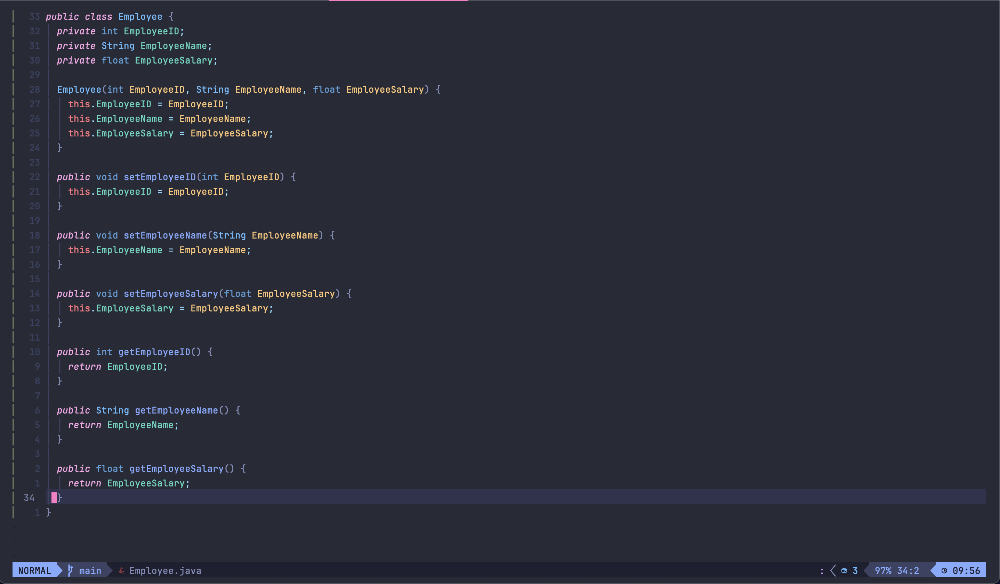 33 public class Employee {
32 private int EmployeeID;
31 private String EmployeeName;
30 private float EmployeeSalary;
29
28 Employee(int EmployeeID, String EmployeeName, float EmployeeSalary) {
27 this.EmployeeID = EmployeeID;
26 this.EmployeeName = EmployeeName;
25 this.EmployeeSalary = EmployeeSalary;
24 }
23
22 public void setEmployeeID(int EmployeeID) {
21 this.EmployeeID = EmployeeID;
20 }
19
18 public void setEmployeeName(String EmployeeName) {
17 this.EmployeeName = EmployeeName;
16 }
15
14 public void setEmployeeSalary(float EmployeeSalary) {
13 this.EmployeeSalary = EmployeeSalary;
12 }
11
10 public int getEmployeeID() {
9 return EmployeeID;
8 }
7
6 public String getEmployeeName() {
5 return EmployeeName;
4 }
3
2 public float getEmployeeSalary() {
1 return EmployeeSalary;
34 }
1 }
~
~
~
NORMAL main Employee.java : 3 97% 34:2 09:56